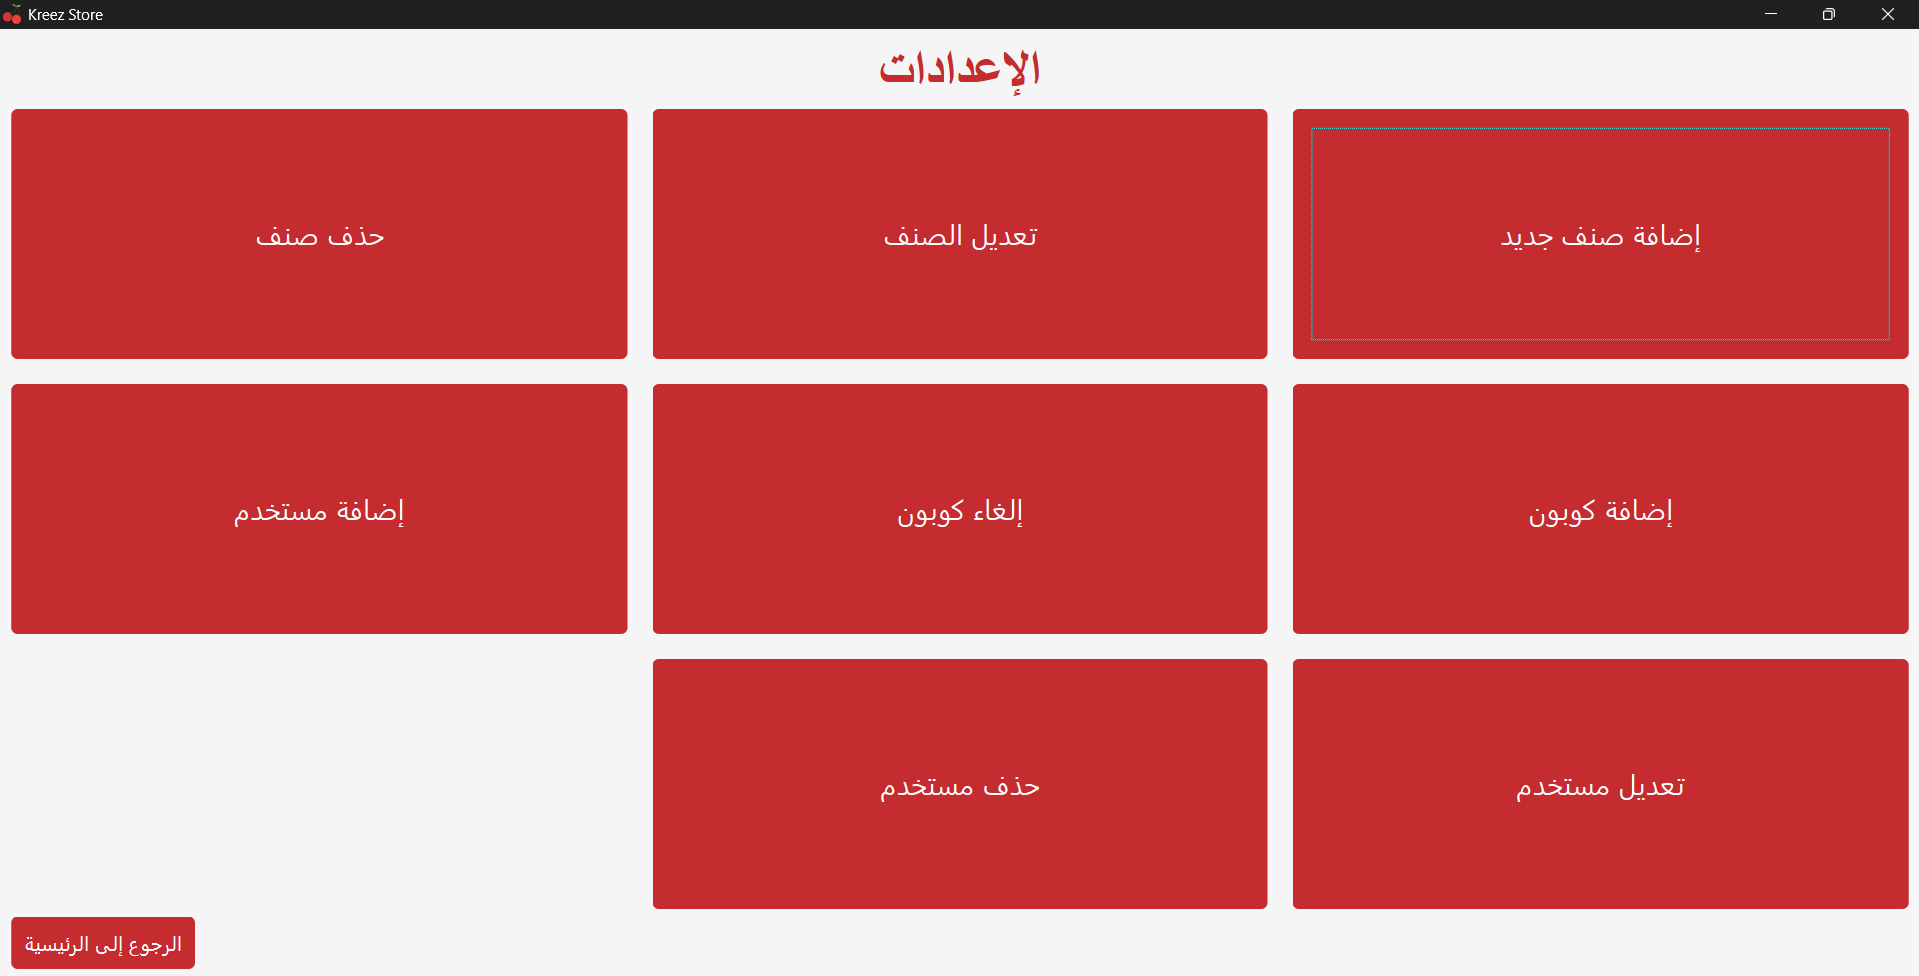 Kreez Store
الإعدادات
إضافة صنف جديد
تعديل الصنف
حذف صنف
إضافة كوبون
إلغاء كوبون
إضافة مستخدم
تعديل مستخدم
حذف مستخدم
الرجوع إلى الرئيسية